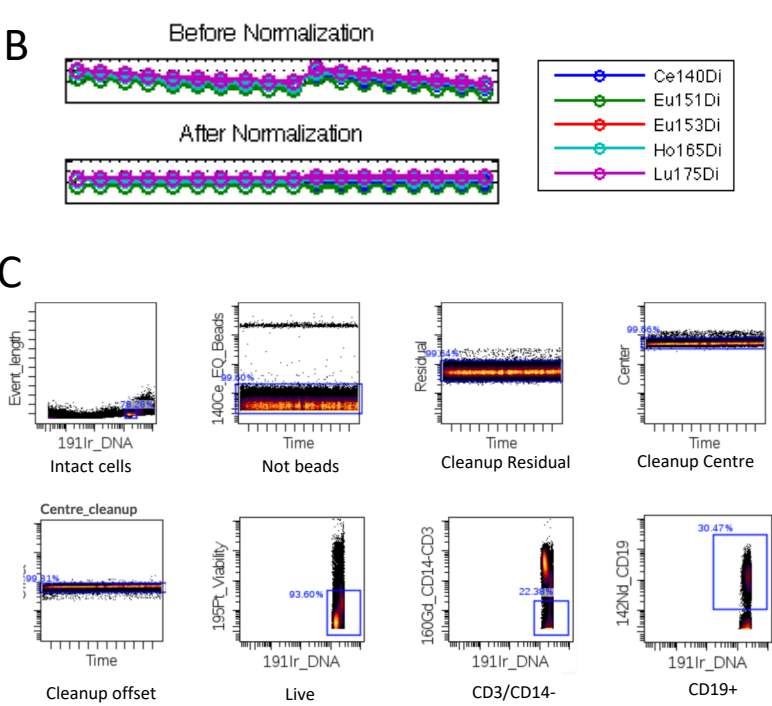 B
Before Normalization
After Normalization
Ce140Di
Eu151Di
Eu153Di
Ho165Di
Lu175Di
C
Event_length
78.28%
191Ir_DNA
Intact cells
140Ce_EQ_Beads
99.60%
Time
Not beads
Residual
99.64%
Time
Cleanup Residual
Center
99.66%
Time
Cleanup Centre
Centre_cleanup
99.81%
Time
Cleanup offset
195Pt_Viability
93.60%
191Ir_DNA
Live
160Gd_CD14-CD3
22.38%
191Ir_DNA
CD3/CD14-
142Nd_CD19
30.47%
191Ir_DNA
CD19+